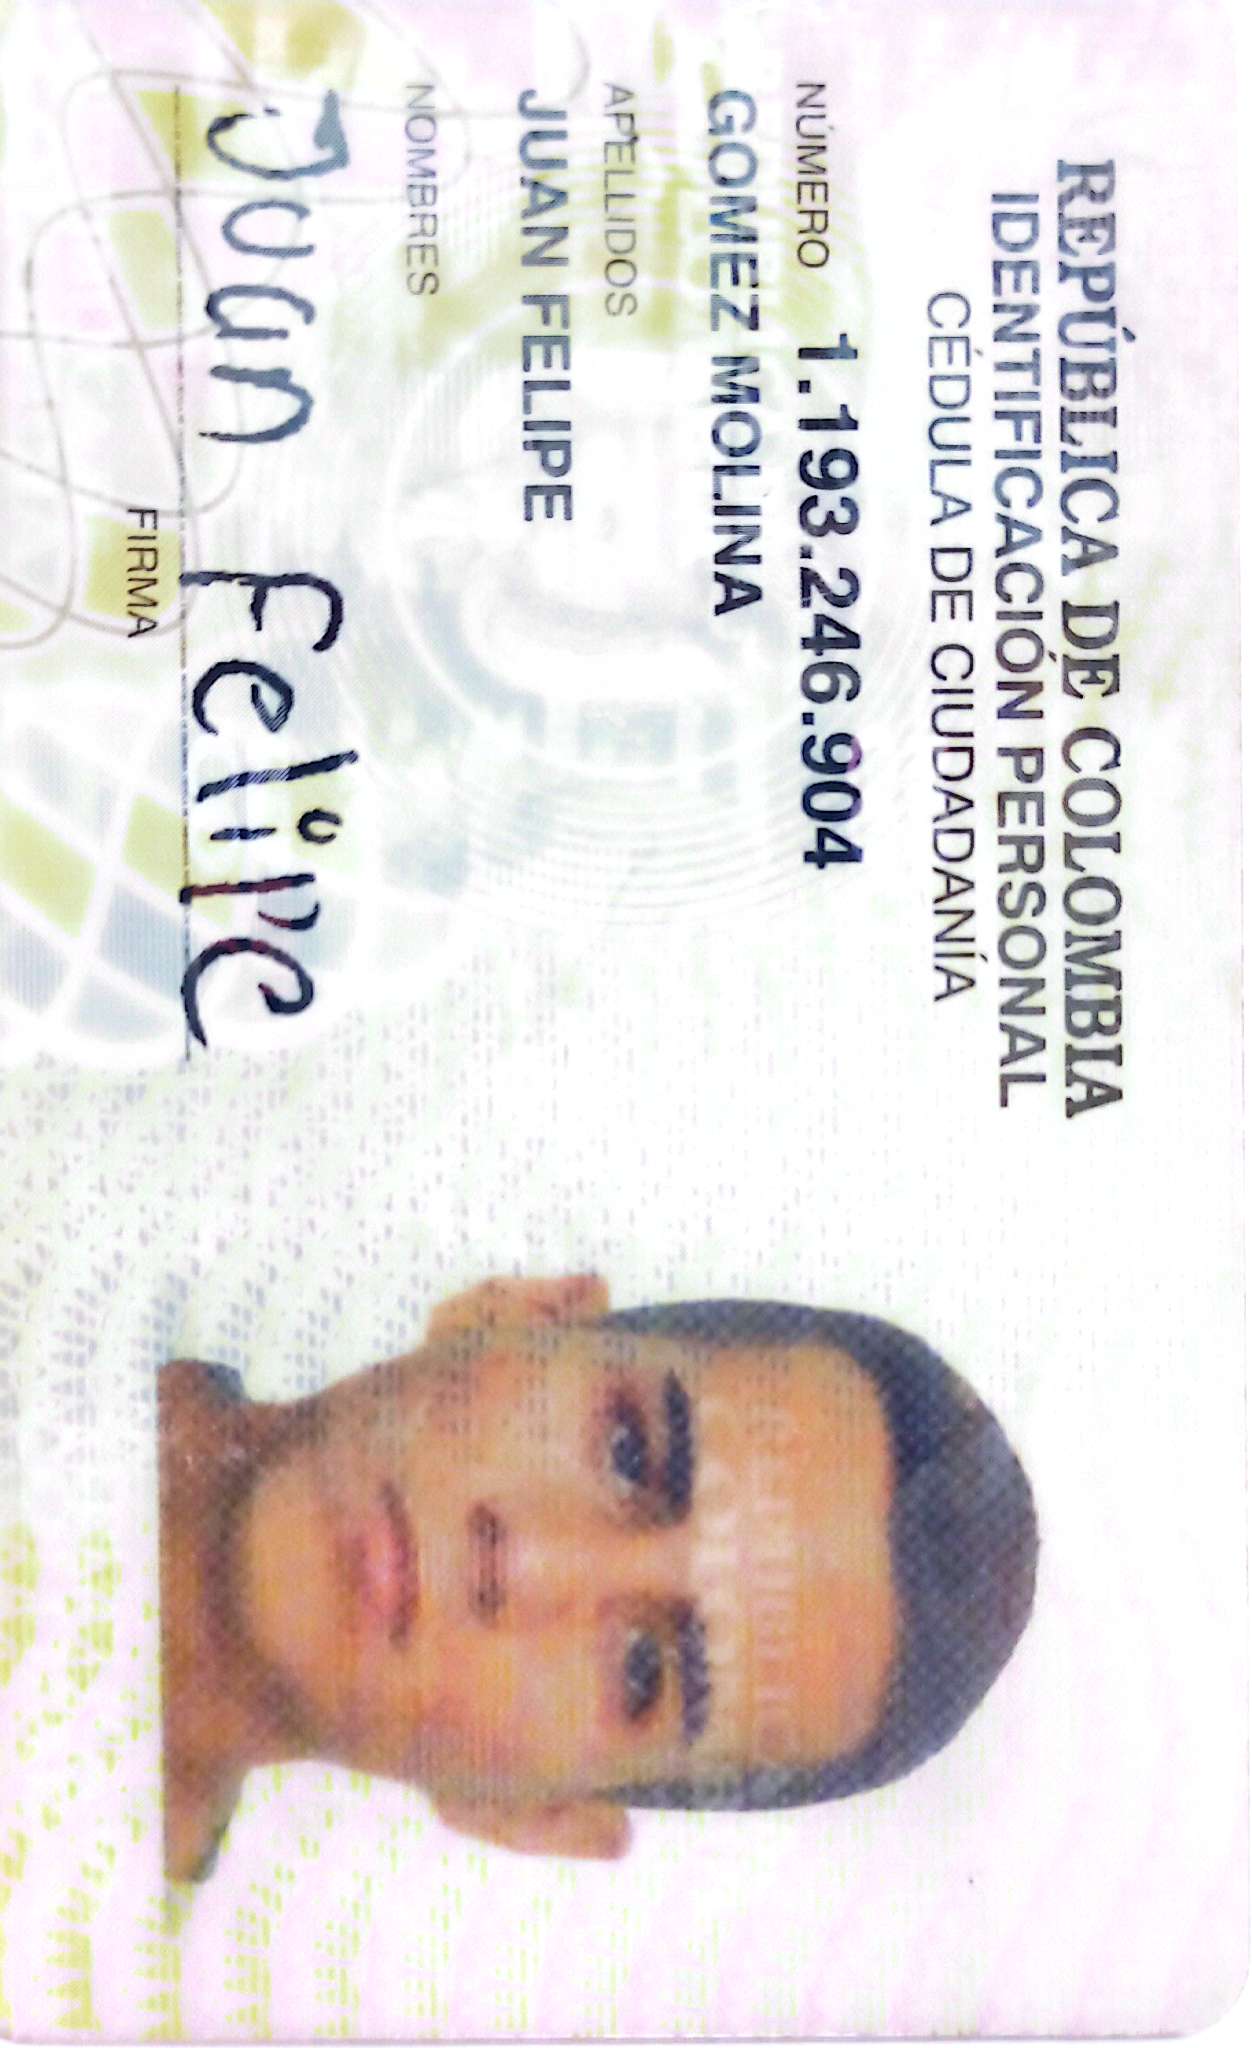 REPÚBLICA DE COLOMBIA
IDENTIFICACIÓN PERSONAL
CÉDULA DE CIUDADANÍA
NÚMERO 1.193.246.904
GOMEZ MOLINA
APELLIDOS
JUAN FELIPE
NOMBRES
Juan Felipe
FIRMA